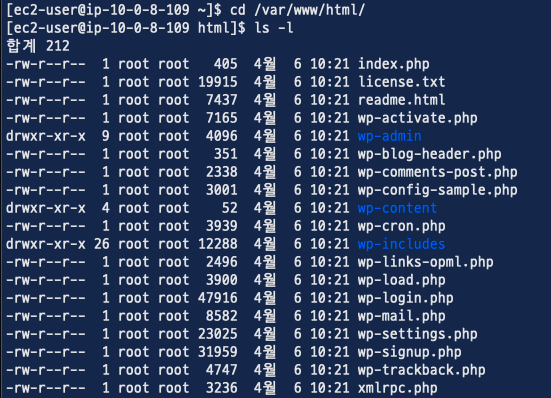 [ec2-user@ip-10-0-8-109 ~]$ cd /var/www/html/
[ec2-user@ip-10-0-8-109 html]$ ls -l
합계 212
-rw-r--r--  1 root root   405  4월  6 10:21 index.php
-rw-r--r--  1 root root 19915  4월  6 10:21 license.txt
-rw-r--r--  1 root root  7437  4월  6 10:21 readme.html
-rw-r--r--  1 root root  7165  4월  6 10:21 wp-activate.php
drwxr-xr-x  9 root root  4096  4월  6 10:21 wp-admin
-rw-r--r--  1 root root   351  4월  6 10:21 wp-blog-header.php
-rw-r--r--  1 root root  2338  4월  6 10:21 wp-comments-post.php
-rw-r--r--  1 root root  3001  4월  6 10:21 wp-config-sample.php
drwxr-xr-x  4 root root    52  4월  6 10:21 wp-content
-rw-r--r--  1 root root  3939  4월  6 10:21 wp-cron.php
drwxr-xr-x 26 root root 12288  4월  6 10:21 wp-includes
-rw-r--r--  1 root root  2496  4월  6 10:21 wp-links-opml.php
-rw-r--r--  1 root root  3900  4월  6 10:21 wp-load.php
-rw-r--r--  1 root root 47916  4월  6 10:21 wp-login.php
-rw-r--r--  1 root root  8582  4월  6 10:21 wp-mail.php
-rw-r--r--  1 root root 23025  4월  6 10:21 wp-settings.php
-rw-r--r--  1 root root 31959  4월  6 10:21 wp-signup.php
-rw-r--r--  1 root root  4747  4월  6 10:21 wp-trackback.php
-rw-r--r--  1 root root  3236  4월  6 10:21 xmlrpc.php